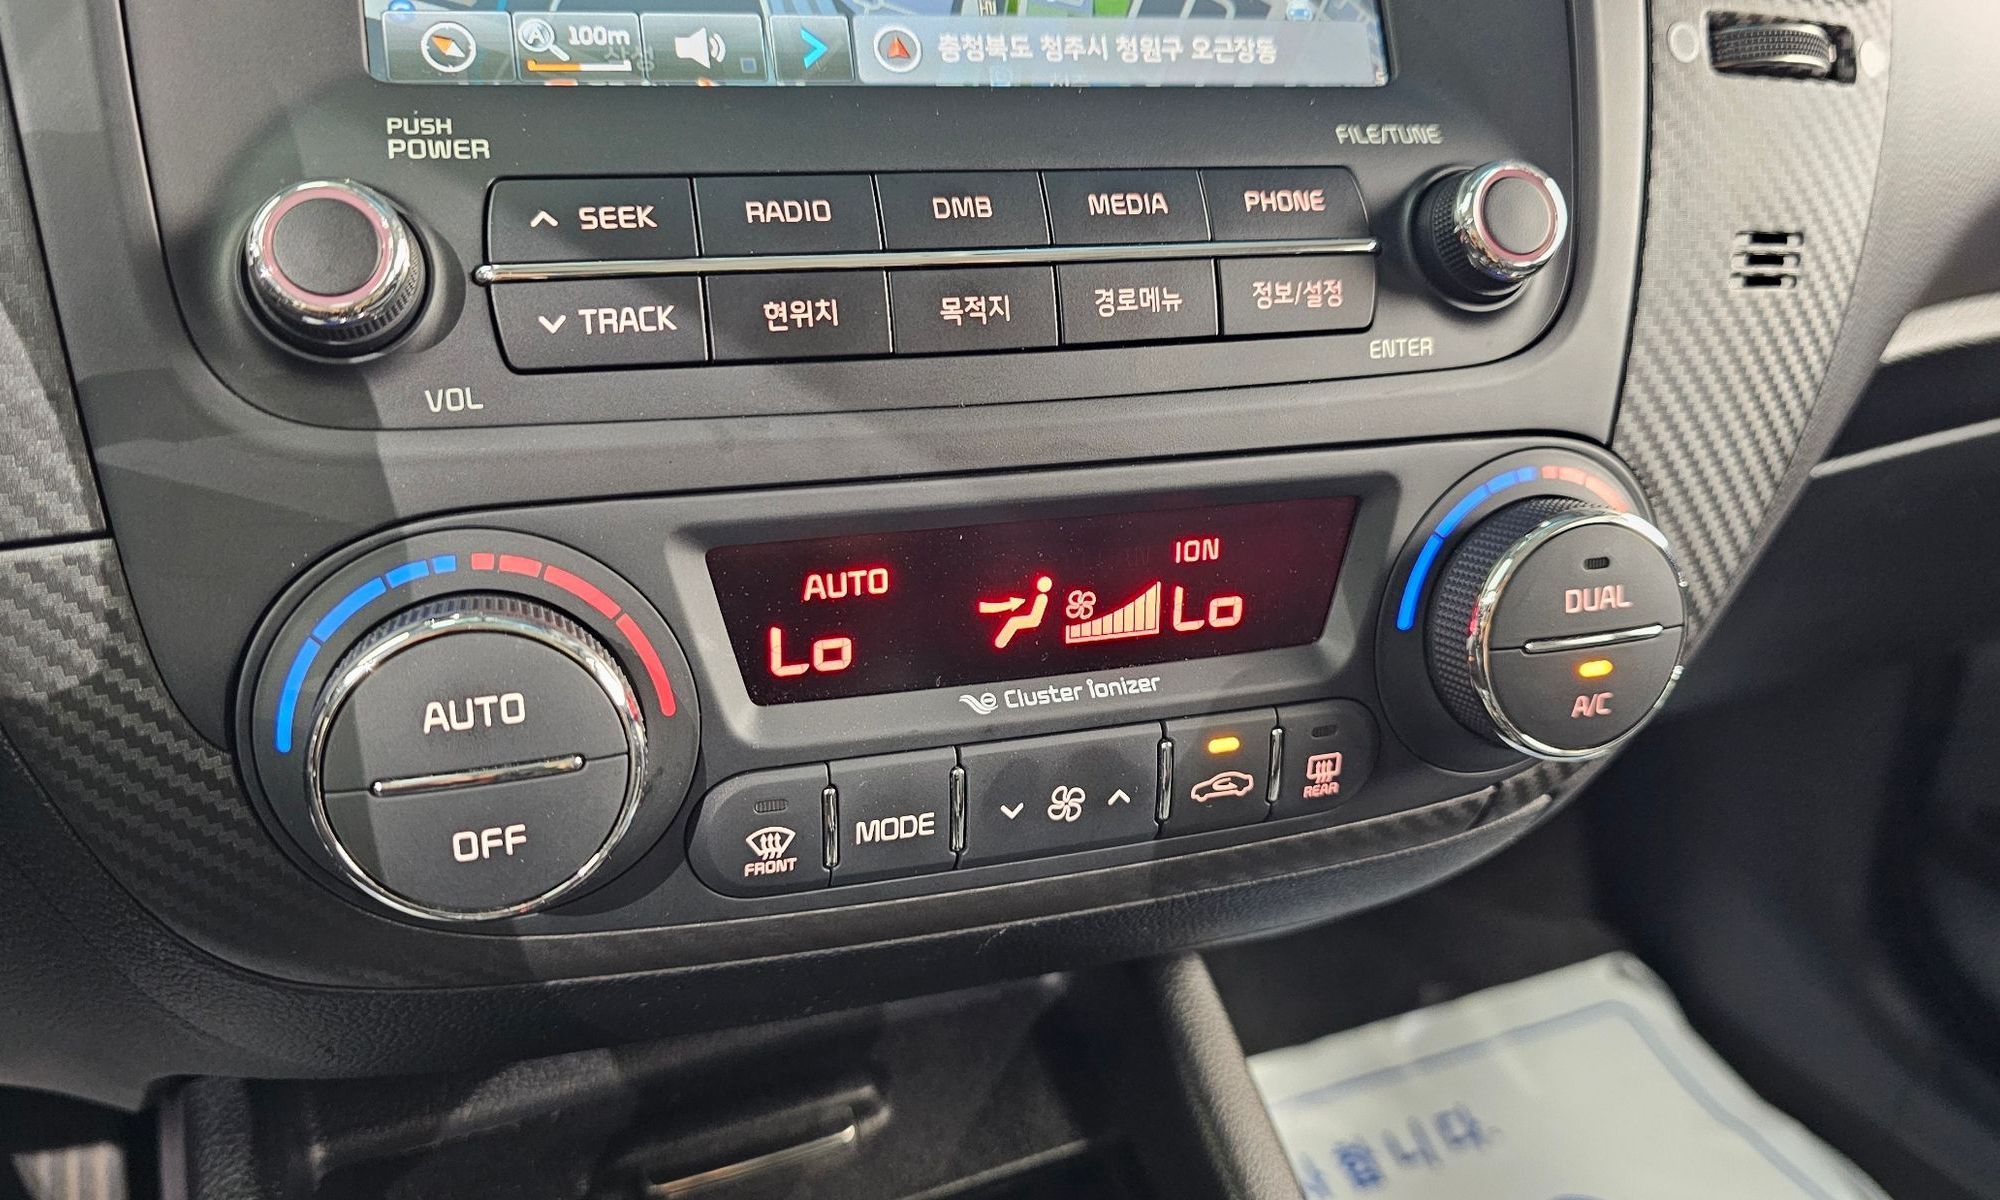 100m
충청북도 청주시 청원구 오근장동
PUSH
POWER
FILE/TUNE
SEEK
RADIO
DMB
MEDIA
PHONE
TRACK
현위치
목적지
경로메뉴
정보/설정
VOL
ENTER
AUTO
ION
Lo
Lo
Cluster ionizer
DUAL
A/C
AUTO
OFF
FRONT
MODE
REAR